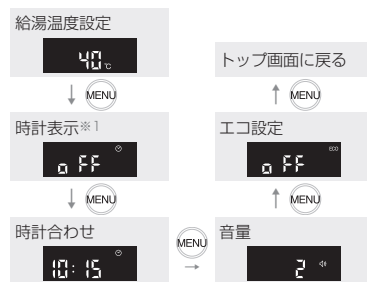 給湯温度設定
40℃
MENU
時計表示※1
oFF
MENU
時計合わせ
10:15
MENU
音量
2
MENU
エコ設定
ECO
oFF
MENU
トップ画面に戻る